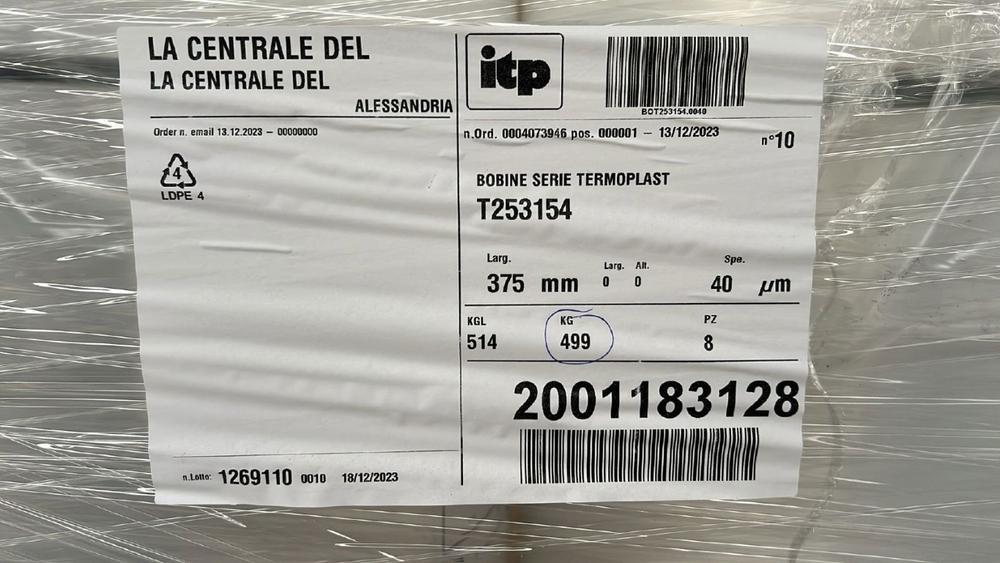 LA CENTRALE DEL
LA CENTRALE DEL
ALESSANDRIA
Order n. email 13.12.2023 – 00000000
4
LDPE 4
n.Lotto: 1269110 0010 18/12/2023
itp
BOT253154.0040
n.Ord. 0004073946 pos. 000001 – 13/12/2023
n°10
BOBINE SERIE TERMOPLAST
T253154
Larg. Larg. Alt. Spe.
375 mm 0 0 40 µm
KGL KG PZ
514 499 8
2001183128